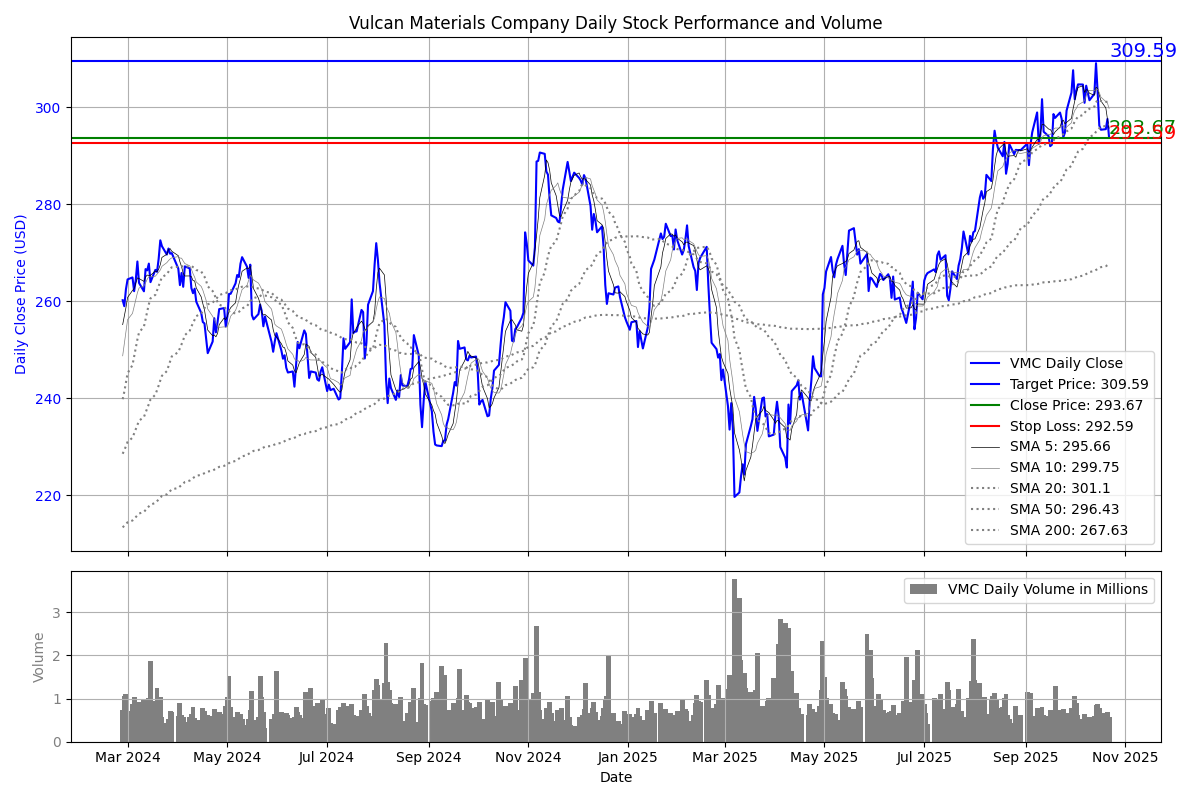 Vulcan Materials Company Daily Stock Performance and Volume
309.59
300
293.67
292.59
280
260
240
220
Daily Close Price (USD)
VMC Daily Close
Target Price: 309.59
Close Price: 293.67
Stop Loss: 292.59
SMA 5: 295.66
SMA 10: 299.75
SMA 20: 301.1
SMA 50: 296.43
SMA 200: 267.63
VMC Daily Volume in Millions
3
2
1
0
Volume
Mar 2024
May 2024
Jul 2024
Sep 2024
Nov 2024
Jan 2025
Mar 2025
May 2025
Jul 2025
Sep 2025
Nov 2025
Date